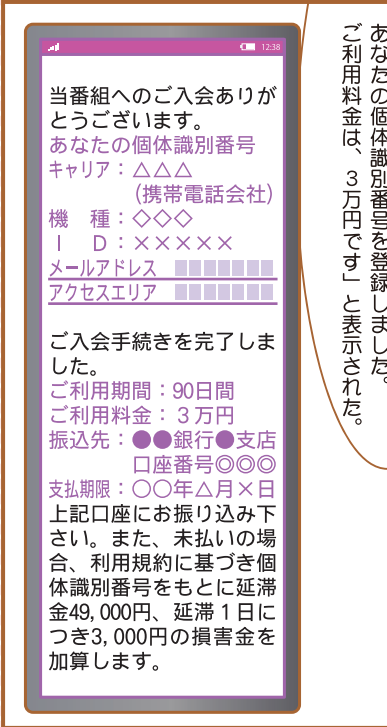 12:38
当番組へのご入会ありが
とうございます。
あなたの個体識別番号
キャリア：△△△
(携帯電話会社)
機　種：◇◇◇
Ｉ　Ｄ：×××××
メールアドレス ■■■■■■■
アクセスエリア ■■■■■■■
ご入会手続きを完了しま
した。
ご利用期間：90日間
ご利用料金：３万円
振込先：●●銀行●支店
口座番号◎◎◎
支払期限：〇〇年△月×日
上記口座にお振り込み下
さい。また、未払いの場
合、利用規約に基づき個
体識別番号をもとに延滞
金49,000円、延滞１日に
つき3,000円の損害金を
加算します。
あなたの個体識別番号を登録しました。
ご利用料金は、３万円です」と表示された。